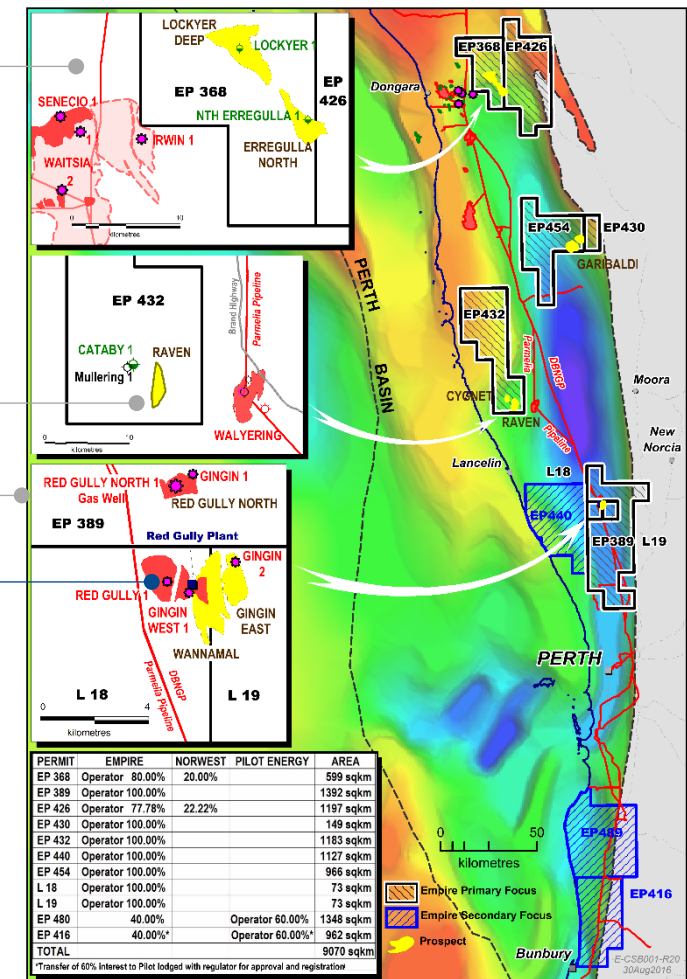 LOCKYER
DEEP
LOCKYER 1
EP 368
EP
426
SENECIO 1
NTH ERREGULLA 1
1
IRWIN 1
ERREGULLA
NORTH
WAITSIA
2
0
10
kilometres
EP 432
Brand Highway
Parmelia Pipeline
CATABY 1
RAVEN
Mullering 1
0
10
kilometres
WALYERING
RED GULLY NORTH 1
Gas Well
GINGIN 1
RED GULLY NORTH
EP 389
Red Gully Plant
GINGIN
2
RED GULLY 1
GINGIN
WEST 1
GINGIN
EAST
WANNAMAL
DBNGP
Parmelia Pipeline
L 18
L 19
0
4
kilometres
EP368
EP426
Dongara
EP454
EP430
GARIBALDI
PERTH
BASIN
EP432
Parmelia
DBNGP
Pipeline
CYGNET
RAVEN
Moora
New
Norcia
Lancelin
L18
EP440
EP389
L19
PERTH
EP489
EP416
Bunbury
0
50
kilometres
Empire Primary Focus
Empire Secondary Focus
Prospect
E-CSB001-R20
30Aug2016
PERMIT EMPIRE NORWEST PILOT ENERGY AREA
EP 368 Operator 80.00% 20.00% 599 sqkm
EP 389 Operator 100.00% 1392 sqkm
EP 426 Operator 77.78% 22.22% 1197 sqkm
EP 430 Operator 100.00% 149 sqkm
EP 432 Operator 100.00% 1183 sqkm
EP 440 Operator 100.00% 1127 sqkm
EP 454 Operator 100.00% 966 sqkm
L 18 Operator 100.00% 73 sqkm
L 19 Operator 100.00% 73 sqkm
EP 480 40.00% Operator 60.00% 1348 sqkm
EP 416 40.00%* Operator 60.00%* 962 sqkm
TOTAL 9070 sqkm
*Transfer of 60% interest to Pilot lodged with regulator for approval and registration